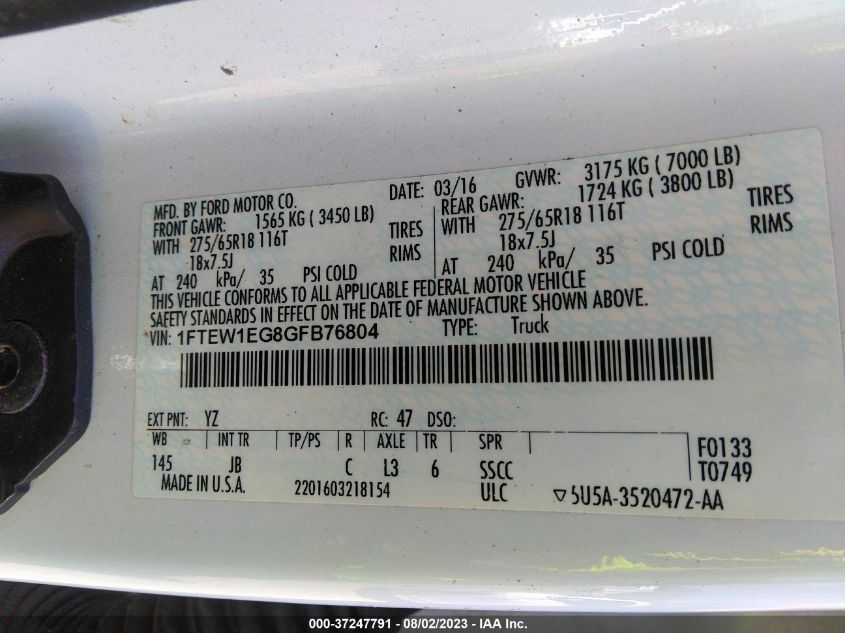 MFD. BY FORD MOTOR CO. DATE: 03/16 GVWR: 3175 KG ( 7000 LB)
FRONT GAWR: 1565 KG ( 3450 LB) REAR GAWR: 1724 KG ( 3800 LB)
WITH 275/65R18 116T TIRES WITH 275/65R18 116T TIRES
18x7.5J RIMS 18x7.5J RIMS
AT 240 kPa/ 35 PSI COLD AT 240 kPa/ 35 PSI COLD
THIS VEHICLE CONFORMS TO ALL APPLICABLE FEDERAL MOTOR VEHICLE
SAFETY STANDARDS IN EFFECT ON THE DATE OF MANUFACTURE SHOWN ABOVE.
VIN: 1FTEW1EG8GFB76804 TYPE: Truck
EXT PNT: YZ RC: 47 DSO:
WB INT TR TP/PS R AXLE TR SPR F0133
145 JB C L3 6 SSCC T0749
MADE IN U.S.A. 2201603218154 ULC ▽5U5A-3520472-AA
000-37247791 - 08/02/2023 - IAA Inc.